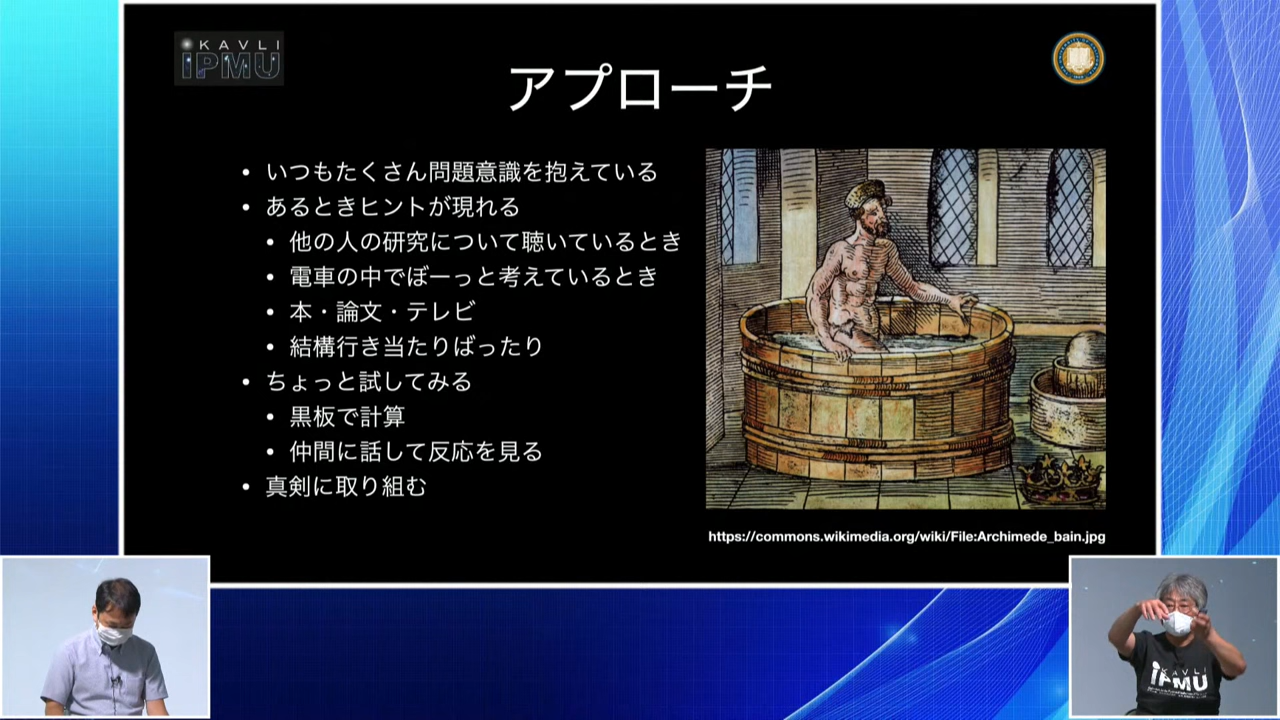 KAVLI
IPMU
アプローチ
• いつもたくさん問題意識を抱えている
• あるときヒントが現れる
• 他の人の研究について聴いているとき
• 電車の中でぼーっと考えているとき
• 本・論文・テレビ
• 結構行き当たりばったり
• ちょっと試してみる
• 黒板で計算
• 仲間に話して反応を見る
• 真剣に取り組む
https://commons.wikimedia.org/wiki/File:Archimede_bain.jpg
KAVLI
IPMU